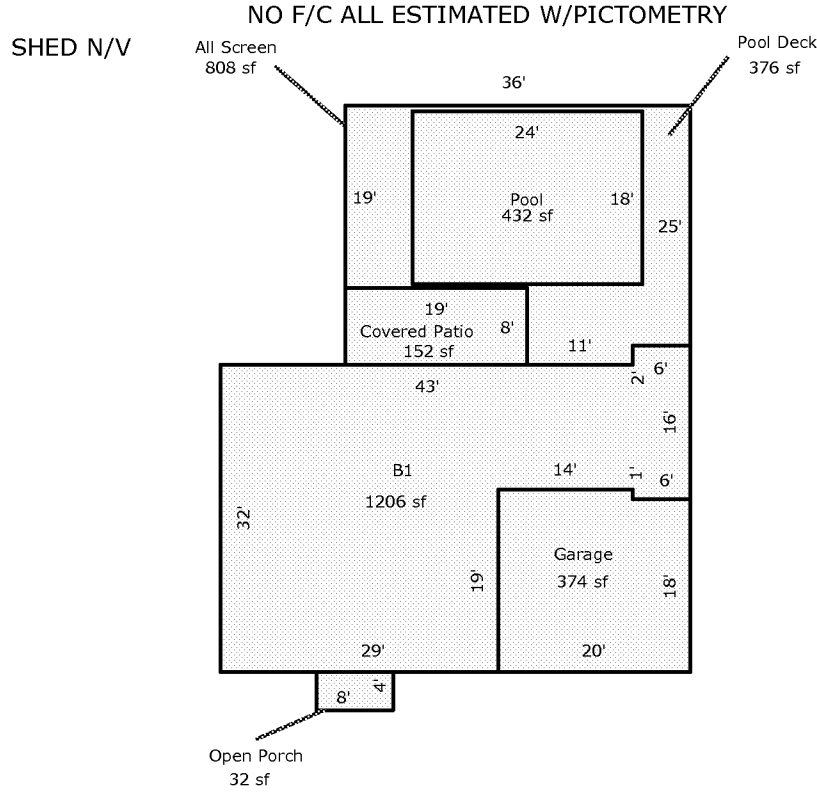 NO F/C ALL ESTIMATED W/PICTOMETRY
SHED N/V
All Screen
808 sf
Pool Deck
376 sf
36'
24'
19'
Pool
432 sf
18'
25'
19'
Covered Patio
152 sf
8'
11'
2'
6'
43'
16'
B1
1206 sf
14'
1'
6'
32'
Garage
374 sf
19'
18'
29'
20'
8'
4'
Open Porch
32 sf